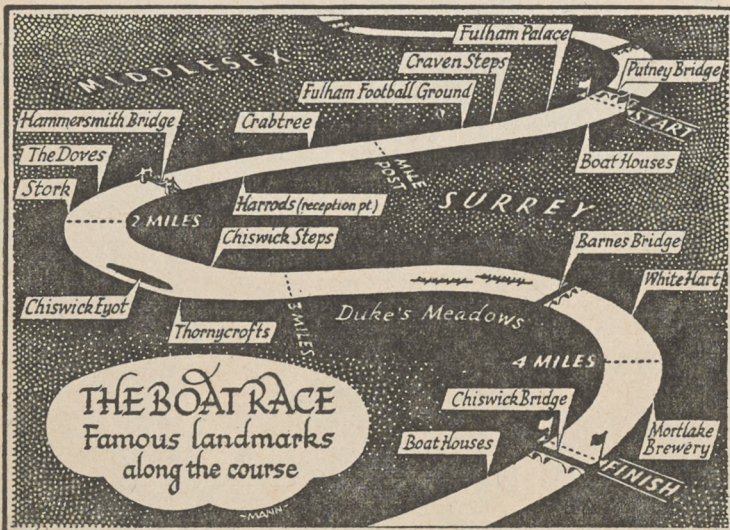 Fulham Palace
Craven Steps
MIDDLESEX
Putney Bridge
Fulham Football Ground
Hammersmith Bridge
Crabtree
START
The Doves
MILE
POST
Boat Houses
Stork
Harrods (reception pt.)
SURREY
2 MILES
Chiswick Steps
Barnes Bridge
White Hart
Chiswick Eyot
Thornycrofts
3 MILES
Duke's Meadows
4 MILES
THE BOAT RACE
Famous landmarks
along the course
Chiswick Bridge
Boat Houses
Mortlake
Brewery
FINISH
-MANN-